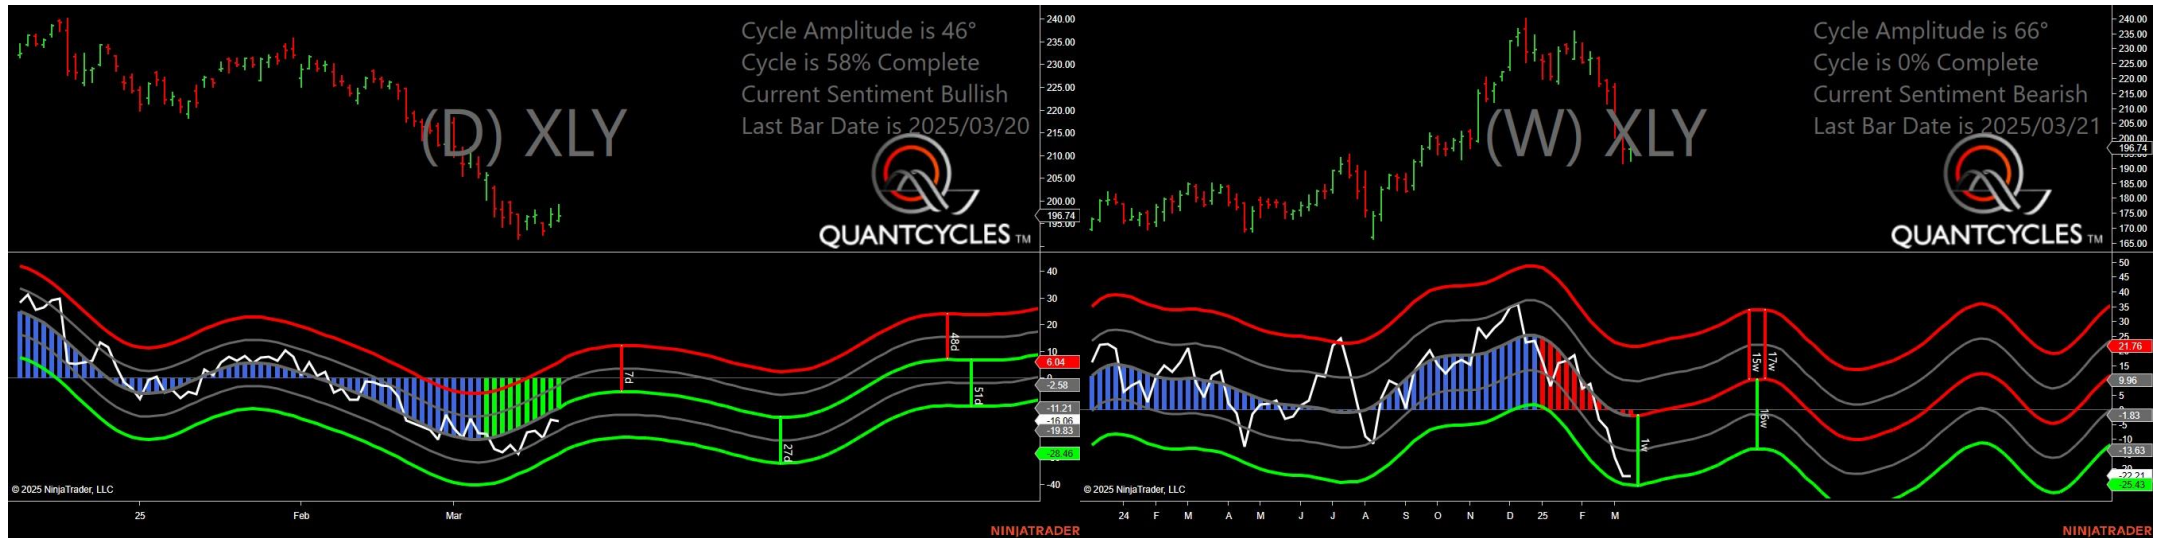 Cycle Amplitude is 46°
Cycle is 58% Complete
Current Sentiment Bullish
Last Bar Date is 2025/03/20
(D) XLY
QUANTCYCLES TM
240.00
235.00
230.00
225.00
220.00
215.00
210.00
205.00
200.00
196.74
195.00
40
30
20
10
6.04
-2.58
-11.21
-16.06
-19.83
-28.46
-40
7d
27d
48d
51d
© 2025 NinjaTrader, LLC
25
Feb
Mar
NINJATRADER
Cycle Amplitude is 66°
Cycle is 0% Complete
Current Sentiment Bearish
Last Bar Date is 2025/03/21
(W) XLY
QUANTCYCLES TM
240.00
235.00
230.00
225.00
220.00
215.00
210.00
205.00
200.00
196.74
190.00
185.00
180.00
175.00
170.00
165.00
50
45
40
35
30
25
21.76
15
9.96
5
0
-1.83
-5
-10
-13.63
-22.21
-25.43
1w
15w
17w
16w
© 2025 NinjaTrader, LLC
24
F
M
A
M
J
J
A
S
O
N
D
25
F
M
NINJATRADER